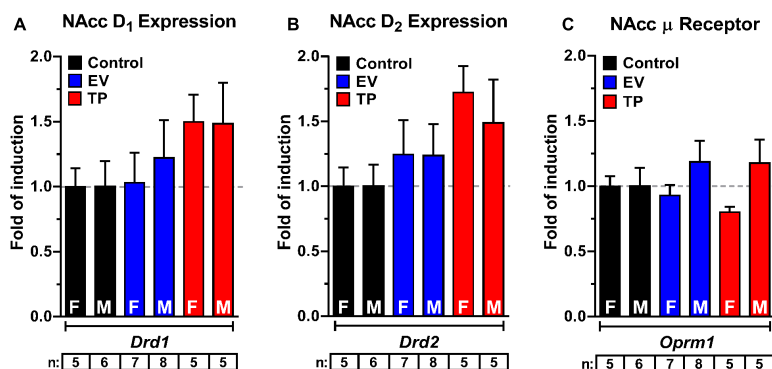 A NAcc D1 Expression
Control
EV
TP
Fold of induction
2.0
1.5
1.0
0.5
0.0
F M F M F M
Drd1
n: 5 6 7 8 5 5
B NAcc D2 Expression
Control
EV
TP
Fold of induction
2.0
1.5
1.0
0.5
0.0
F M F M F M
Drd2
n: 5 6 7 8 5 5
C NAcc μ Receptor
Control
EV
TP
Fold of induction
2.0
1.5
1.0
0.5
0.0
F M F M F M
Oprm1
n: 5 6 7 8 5 5